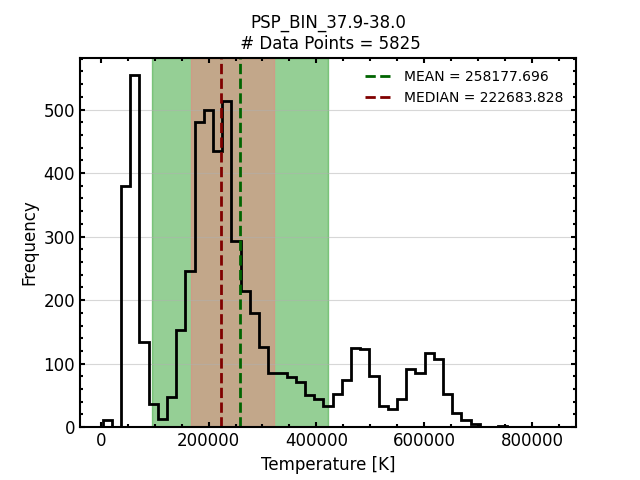 PSP_BIN_37.9-38.0
# Data Points = 5825
MEAN = 258177.696
MEDIAN = 222683.828
Frequency
500
400
300
200
100
0
0 200000 400000 600000 800000
Temperature [K]